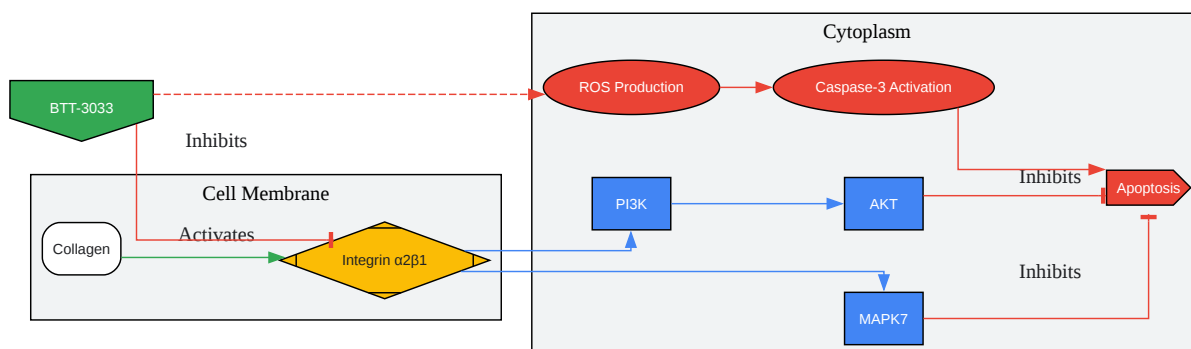 Cytoplasm
BTT-3033
ROS Production
Caspase-3 Activation
Inhibits
Cell Membrane
PI3K
AKT
Inhibits
Apoptosis
Collagen
Activates
Integrin α2β1
Inhibits
MAPK7